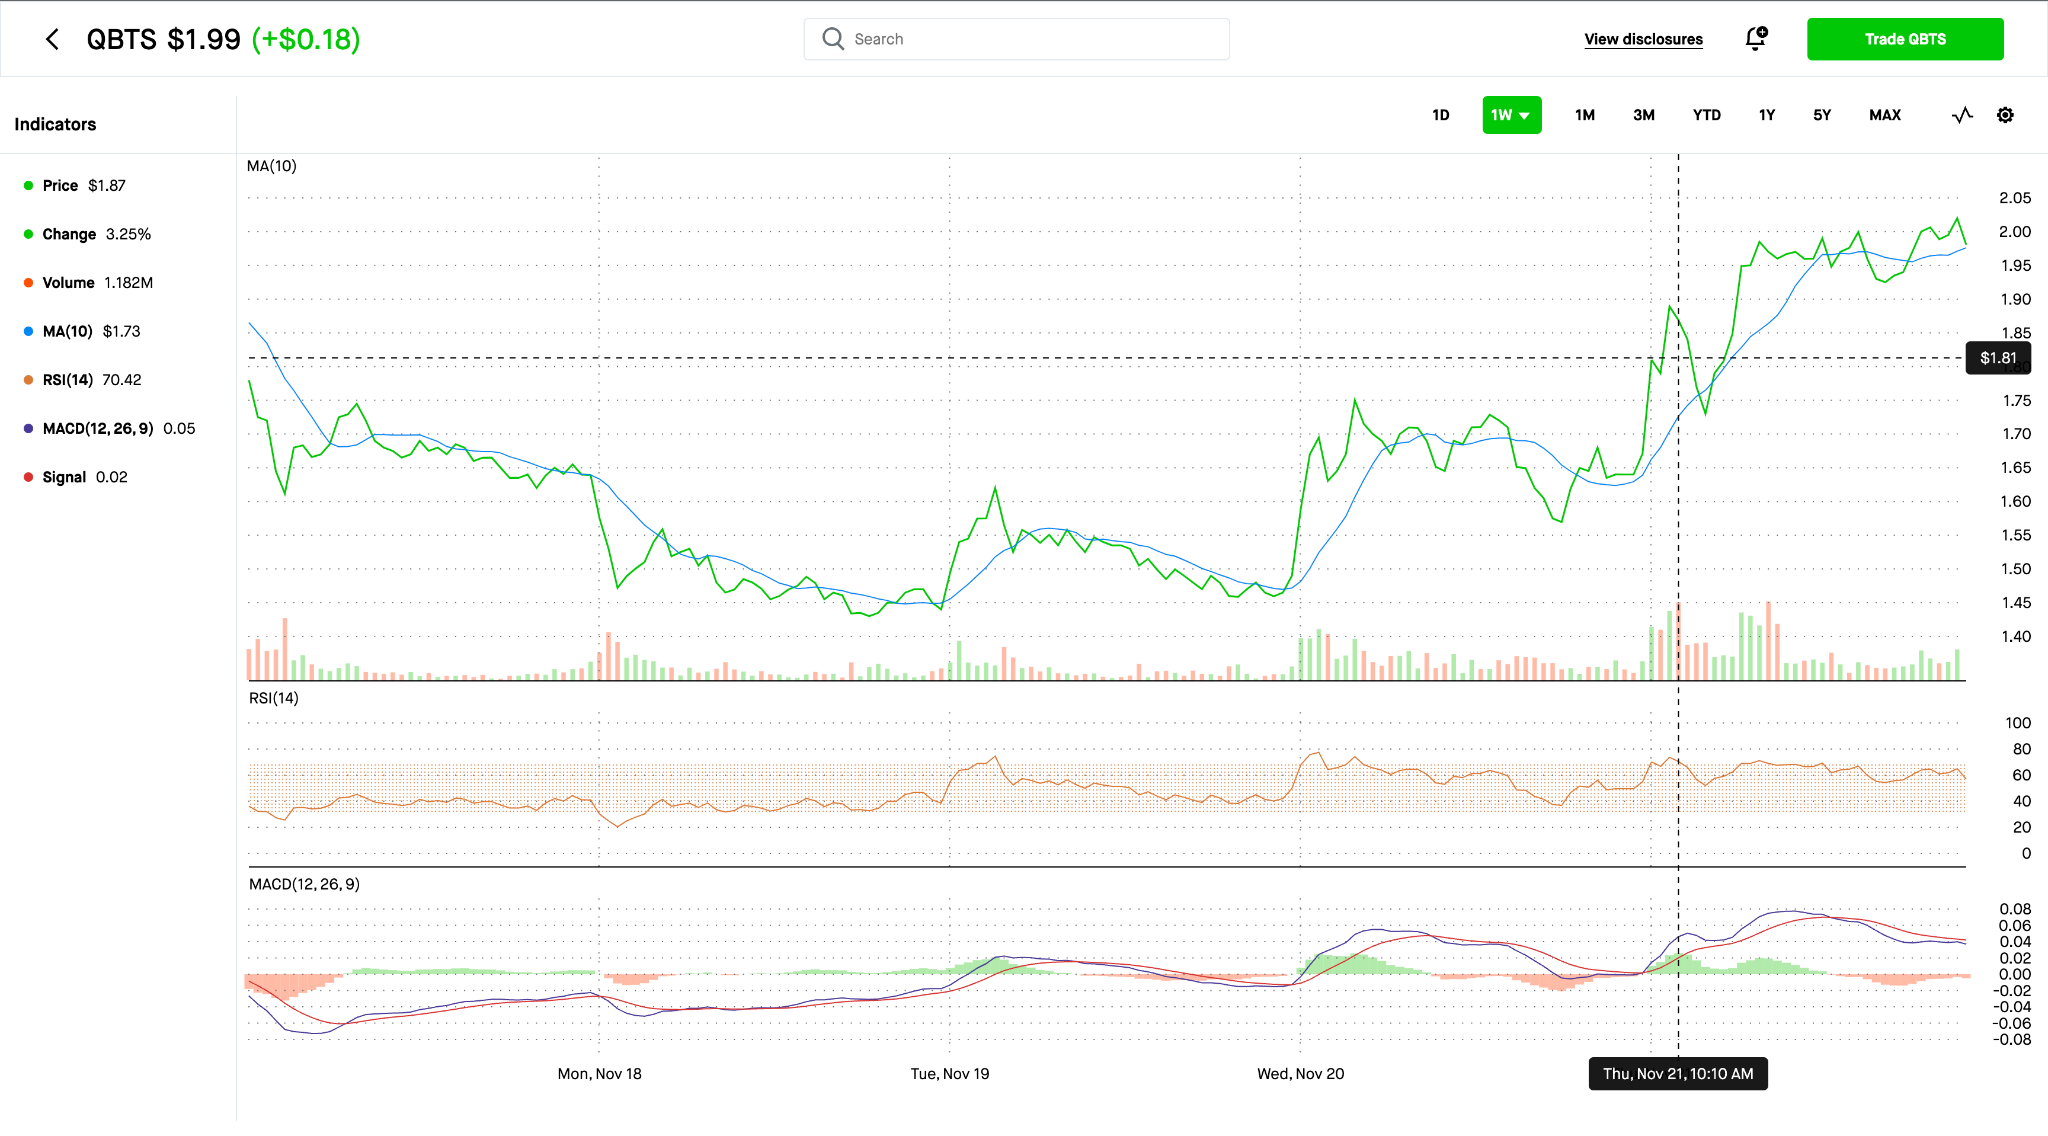 QBTS $1.99 (+$0.18)
Search
View disclosures
Trade QBTS
Indicators
1D 1W 1M 3M YTD 1Y 5Y MAX
Price $1.87
Change 3.25%
Volume 1.182M
MA(10) $1.73
RSI(14) 70.42
MACD(12, 26, 9) 0.05
Signal 0.02
MA(10)
2.05
2.00
1.95
1.90
1.85
$1.81
1.80
1.75
1.70
1.65
1.60
1.55
1.50
1.45
1.40
RSI(14)
100
80
60
40
20
0
MACD(12, 26, 9)
0.08
0.06
0.04
0.02
0.00
-0.02
-0.04
-0.06
-0.08
Mon, Nov 18
Tue, Nov 19
Wed, Nov 20
Thu, Nov 21, 10:10 AM